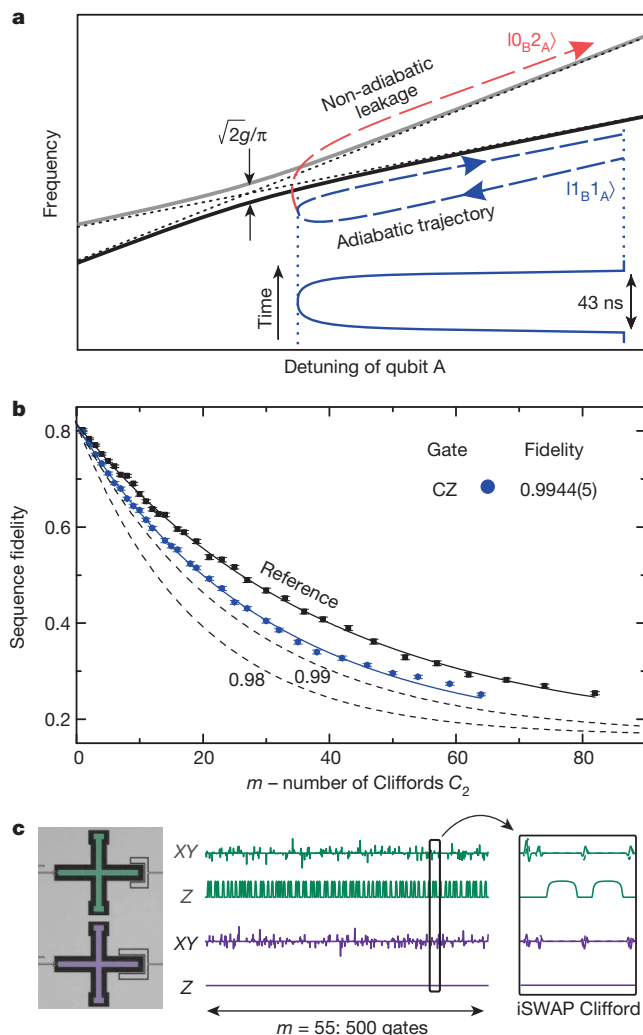 a
Frequency
√2g/π
Non-adiabatic
leakage
|0B2A⟩
|1B1A⟩
Adiabatic trajectory
Time
43 ns
Detuning of qubit A
b
Sequence fidelity
0.8
0.6
0.4
0.2
Gate Fidelity
CZ 0.9944(5)
Reference
0.99
0.98
0 20 40 60 80
m – number of Cliffords C2
c
XY
Z
XY
Z
m = 55: 500 gates
iSWAP Clifford